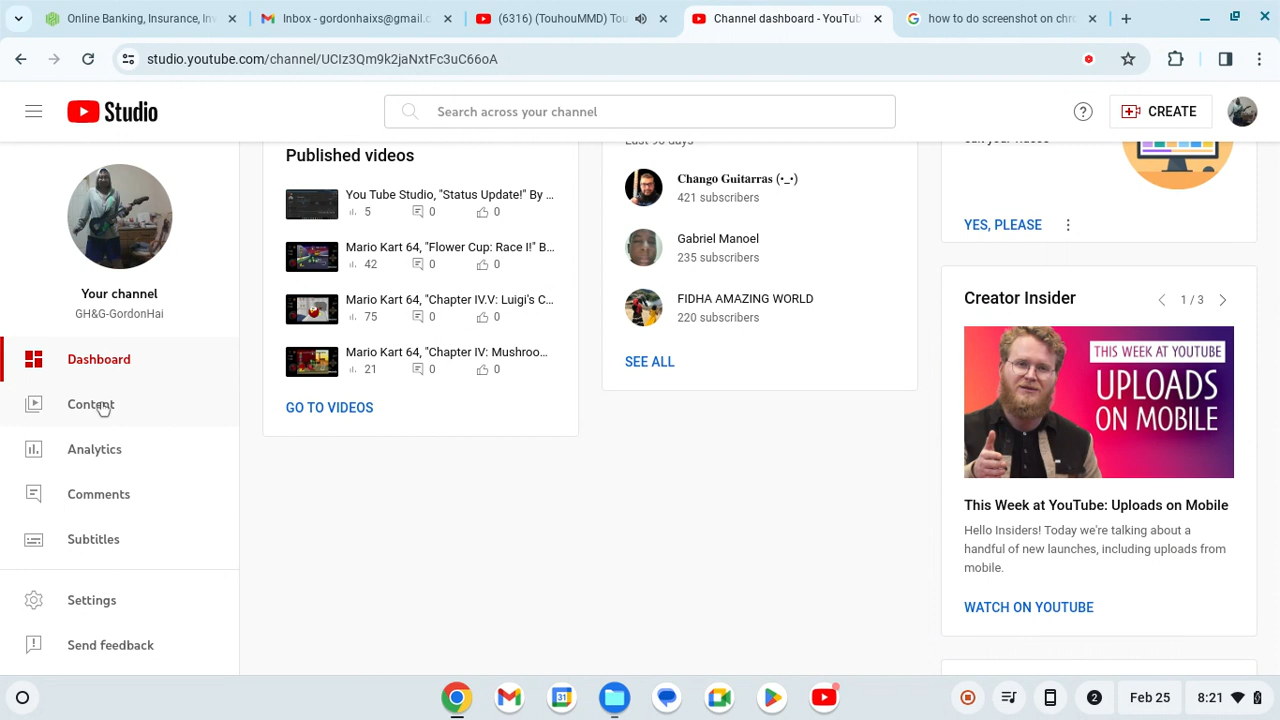 Online Banking, Insurance, Inv
Inbox - gordonhaixs@gmail.c
(6316) (TouhouMMD) Tou
Channel dashboard - YouTub
how to do screenshot on chro
studio.youtube.com/channel/UCIz3Qm9k2jaNxtFc3uC66oA
Studio
Search across your channel
CREATE
Your channel
GH&G-GordonHai
Dashboard
Content
Analytics
Comments
Subtitles
Settings
Send feedback
Published videos
You Tube Studio, "Status Update!" By ...
5 0 0
Mario Kart 64, "Flower Cup: Race I!" B...
42 0 0
Mario Kart 64, "Chapter IV.V: Luigi's C...
75 0 0
Mario Kart 64, "Chapter IV: Mushroo...
21 0 0
GO TO VIDEOS
Last 90 days
𝐂𝐡𝐚𝐧𝐠𝐨 𝐆𝐮𝐢𝐭𝐚𝐫𝐫𝐚𝐬 (•_•)
421 subscribers
Gabriel Manoel
235 subscribers
FIDHA AMAZING WORLD
220 subscribers
SEE ALL
YES, PLEASE
Creator Insider
1 / 3
THIS WEEK AT YOUTUBE:
UPLOADS
ON MOBILE
This Week at YouTube: Uploads on Mobile
Hello Insiders! Today we're talking about a
handful of new launches, including uploads from
mobile.
WATCH ON YOUTUBE
31
2
Feb 25
8:21